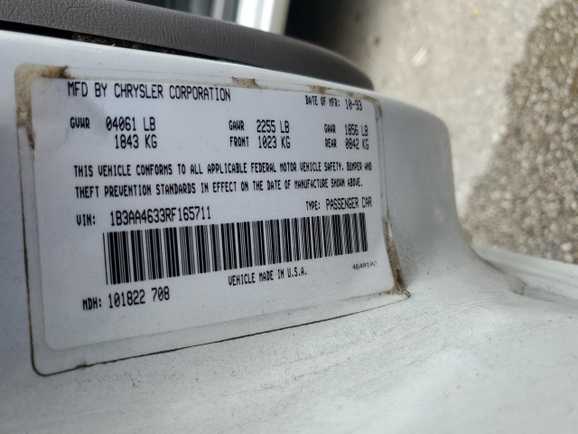 MFD BY CHRYSLER CORPORATION DATE OF MFR: 10-93
GVWR 04061 LB GAWR 2255 LB GAWR 1856 LB
1843 KG FRONT 1023 KG REAR 0842 KG
THIS VEHICLE CONFORMS TO ALL APPLICABLE FEDERAL MOTOR VEHICLE SAFETY, BUMPER AND
THEFT PREVENTION STANDARDS IN EFFECT ON THE DATE OF MANUFACTURE SHOWN ABOVE.
VIN: 1B3AA4633RF165711 TYPE: PASSENGER CAR
VEHICLE MADE IN U.S.A.
MDH: 101822 708